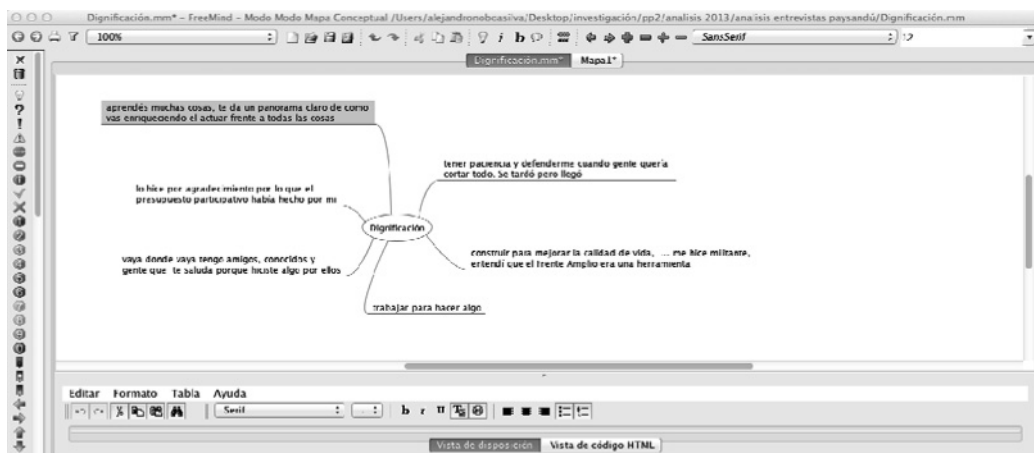 Dignificación.mm* – FreeMind – Modo Modo Mapa Conceptual /Users/alejandronoboasilva/Desktop/investigación/pp2/analisis 2013/analisis entrevistas paysandú/Dignificación.mm
100%
SansSerif
12
Dignificación.mm*
Mapa1*
aprendés muchas cosas, te da un panorama claro de como
vas enriqueciendo el actuar frente a todas las cosas
tener paciencia y defenderme cuando gente quería
cortar todo. Se tardó pero llegó
lo hice por agradecimiento por lo que el
presupuesto participativo había hecho por mi
Dignificación
vaya donde vaya tengo amigos, conocidos y
gente que te saluda porque hiciste algo por ellos
construir para mejorar la calidad de vida, ... me hice militante,
entendí que el Frente Amplio era una herramienta
trabajar para hacer algo
Editar Formato Tabla Ayuda
Serif
Vista de disposición
Vista de código HTML